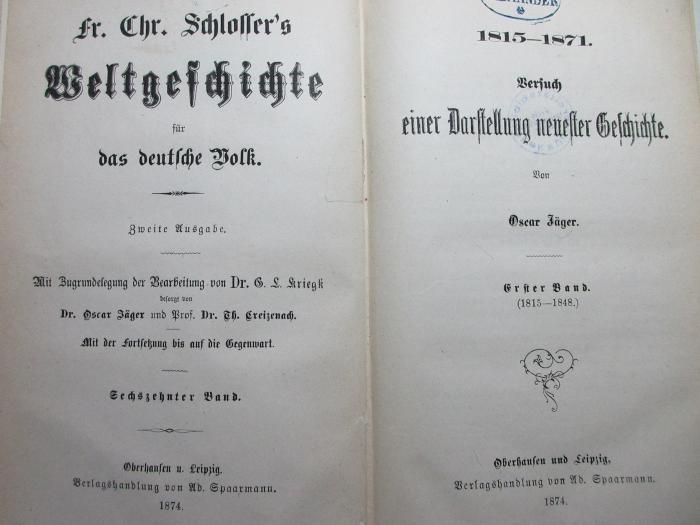 Fr. Chr. Schlosser's
Weltgeschichte
für
das deutsche Volk.
Zweite Ausgabe.
Mit Zugrundelegung der Bearbeitung von Dr. G. L. Kriegk
besorgt von
Dr. Oscar Jäger und Prof. Dr. Th. Creizenach.
Mit der Fortsetzung bis auf die Gegenwart.
Sechszehnter Band.
Oberhausen u. Leipzig.
Verlagshandlung von Ad. Spaarmann.
1874.
1815—1871.
Versuch
einer Darstellung neuester Geschichte.
Von
Oscar Jäger.
Erster Band.
(1815—1848.)
Oberhausen und Leipzig.
Verlagshandlung von Ad. Spaarmann.
1874.